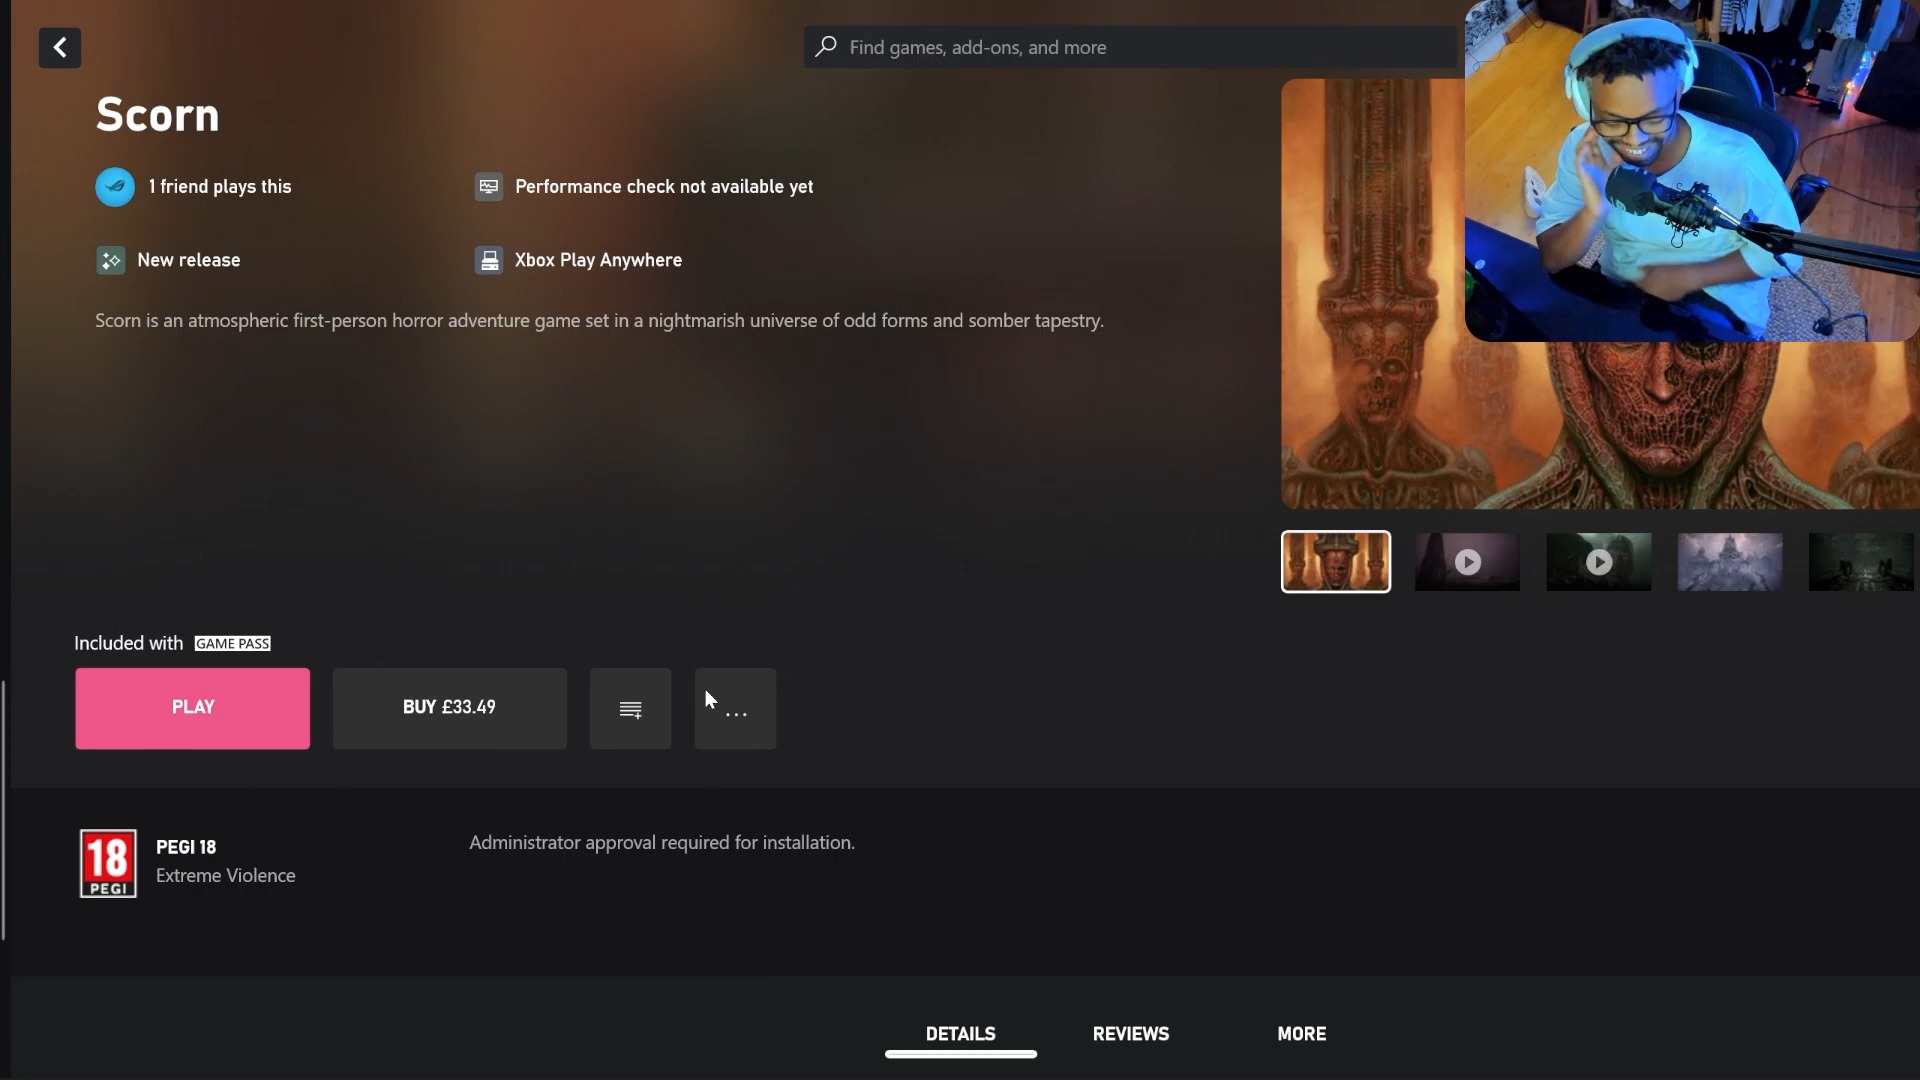 Find games, add-ons, and more
Scorn
1 friend plays this
Performance check not available yet
New release
Xbox Play Anywhere
Scorn is an atmospheric first-person horror adventure game set in a nightmarish universe of odd forms and somber tapestry.
Included with GAME PASS
PLAY
BUY £33.49
...
18
PEGI
PEGI 18
Extreme Violence
Administrator approval required for installation.
DETAILS
REVIEWS
MORE